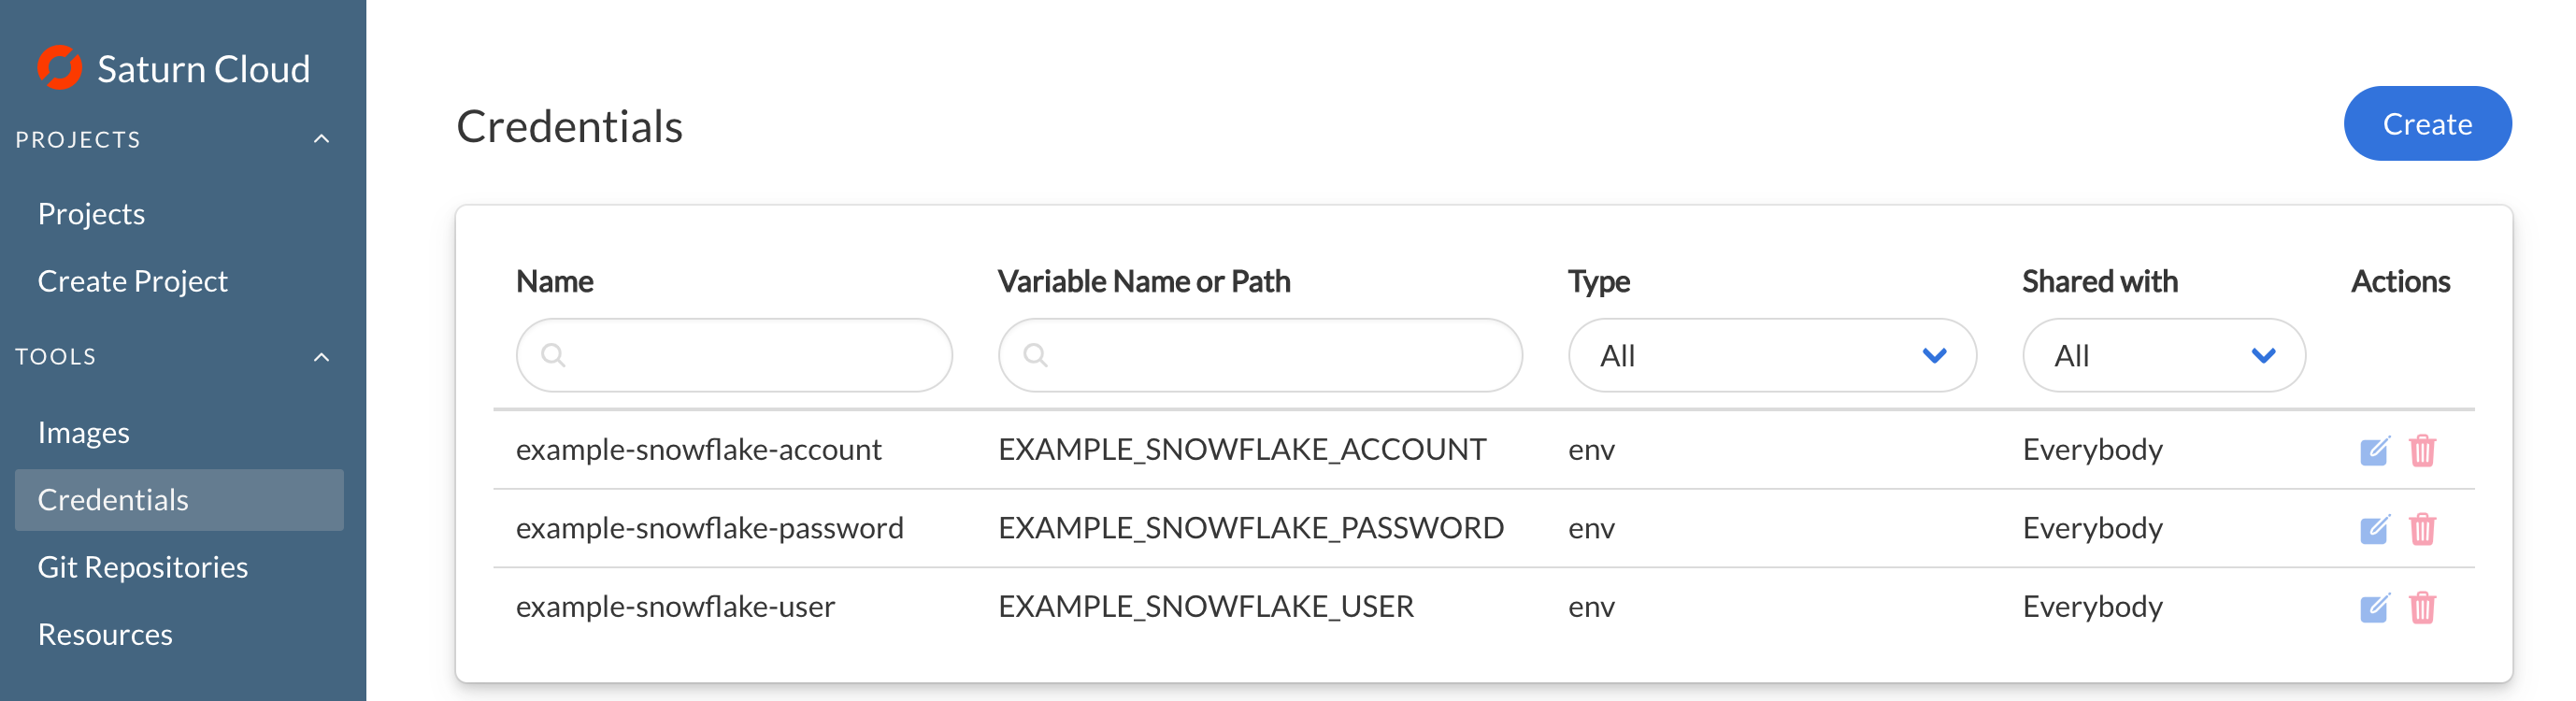 Saturn Cloud
PROJECTS
Projects
Create Project
TOOLS
Images
Credentials
Git Repositories
Resources
Credentials
Create
Name Variable Name or Path Type Shared with Actions
All All
example-snowflake-account EXAMPLE_SNOWFLAKE_ACCOUNT env Everybody
example-snowflake-password EXAMPLE_SNOWFLAKE_PASSWORD env Everybody
example-snowflake-user EXAMPLE_SNOWFLAKE_USER env Everybody